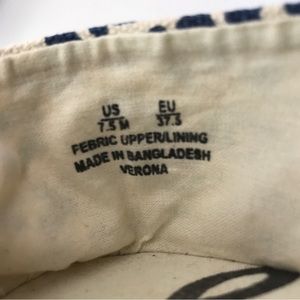 US EU
7.5 M 37.5
FEBRIC UPPER/LINING
MADE IN BANGLADESH
VERONA